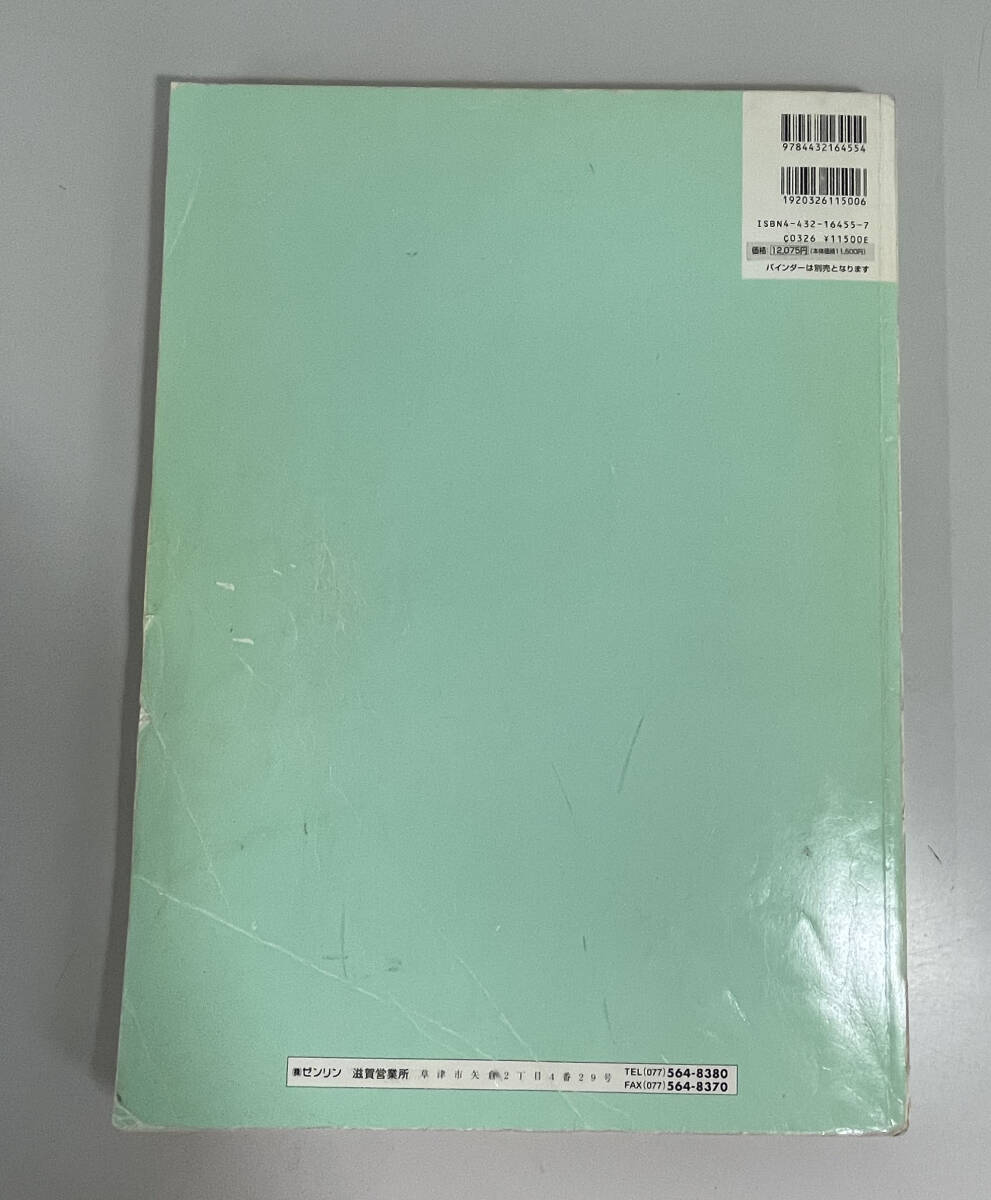 9784432164554
1920326115006
ISBN4-432-16455-7
C0326 ¥11500E
価格 12,075円 (本体価格11,500円)
バインダーは別売となります
㈱ゼンリン 滋賀営業所 草津市矢倉2丁目4番29号 TEL(077)564-8380
FAX(077)564-8370